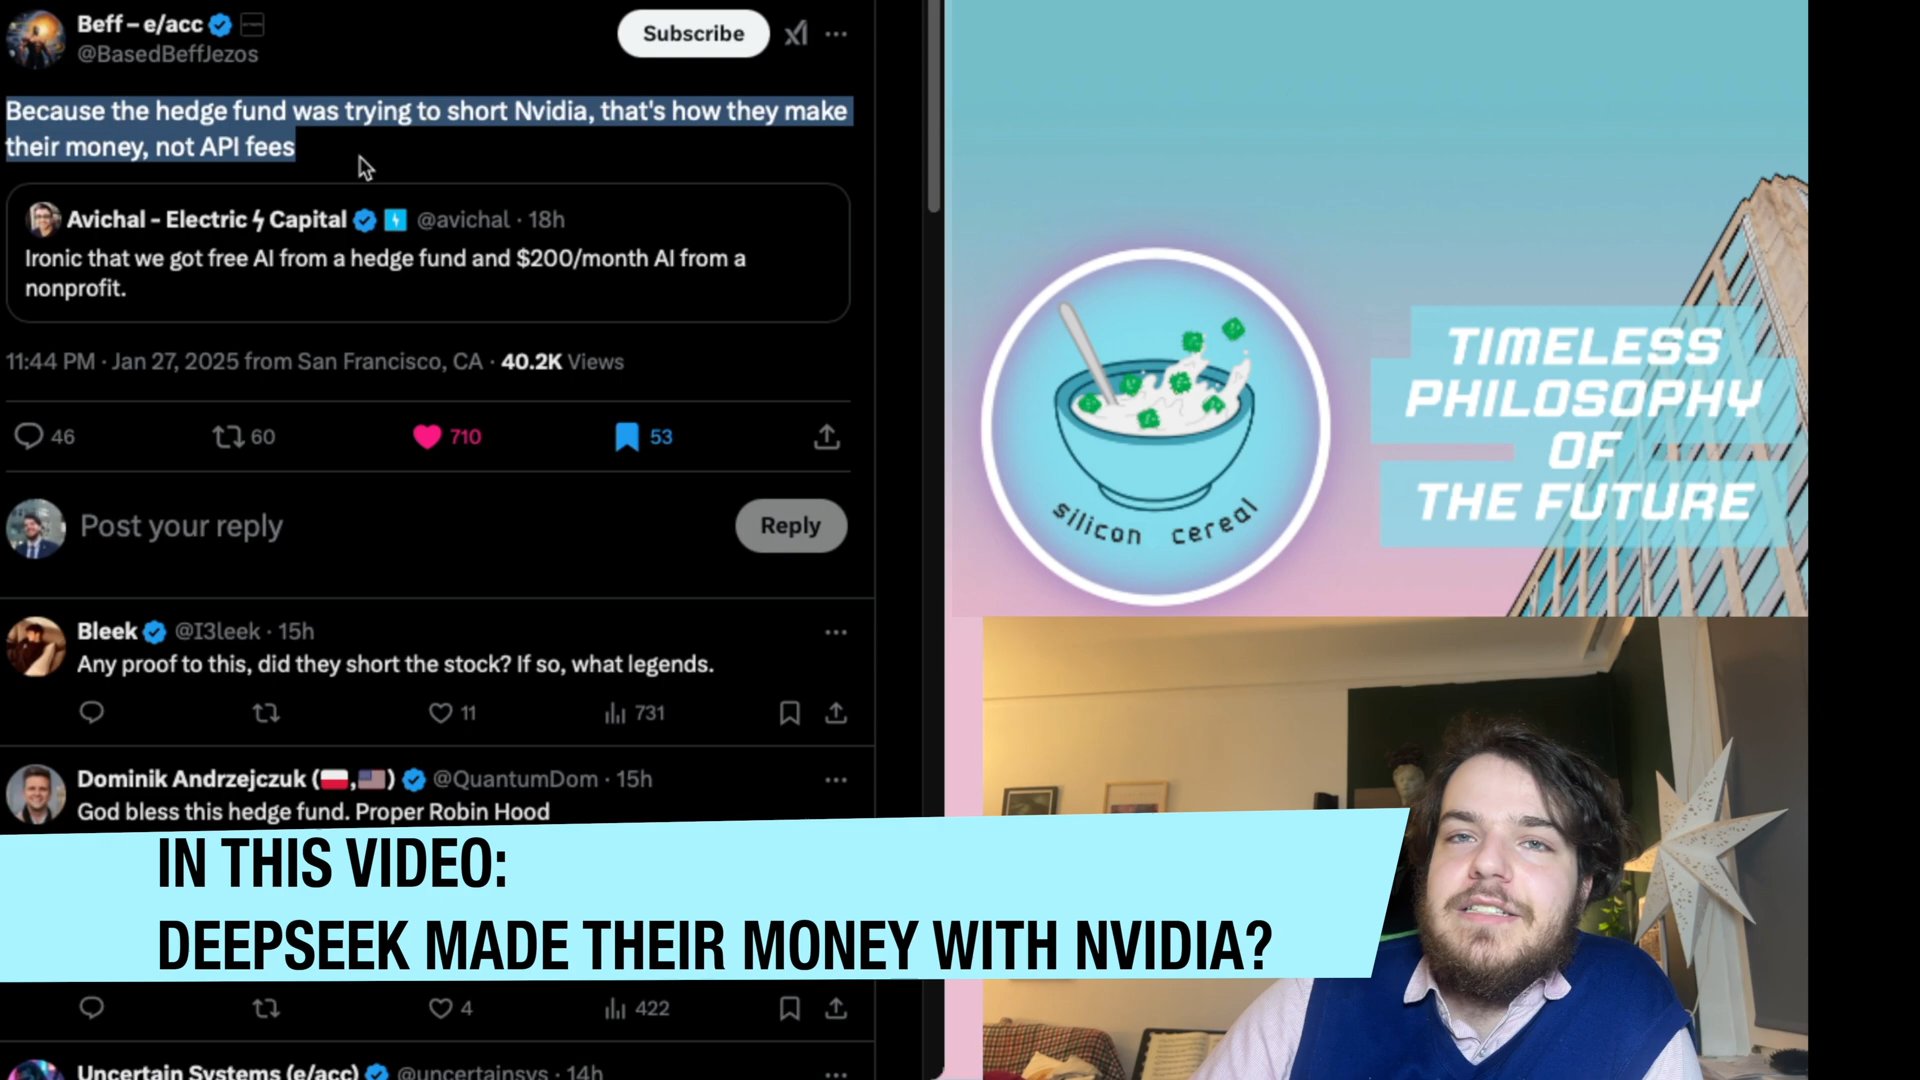 Beff – e/acc
@BasedBeffJezos
Subscribe
Because the hedge fund was trying to short Nvidia, that's how they make
their money, not API fees
Avichal - Electric Capital @avichal · 18h
Ironic that we got free AI from a hedge fund and $200/month AI from a
nonprofit.
11:44 PM · Jan 27, 2025 from San Francisco, CA · 40.2K Views
46 60 710 53
Post your reply
Reply
Bleek @I3leek · 15h
Any proof to this, did they short the stock? If so, what legends.
11 731
Dominik Andrzejczuk (🇵🇱,🇺🇸) @QuantumDom · 15h
God bless this hedge fund. Proper Robin Hood
4 422
Uncertain Systems (e/acc) @uncertainsys · 14h
silicon cereal
TIMELESS
PHILOSOPHY
OF
THE FUTURE
IN THIS VIDEO:
DEEPSEEK MADE THEIR MONEY WITH NVIDIA?